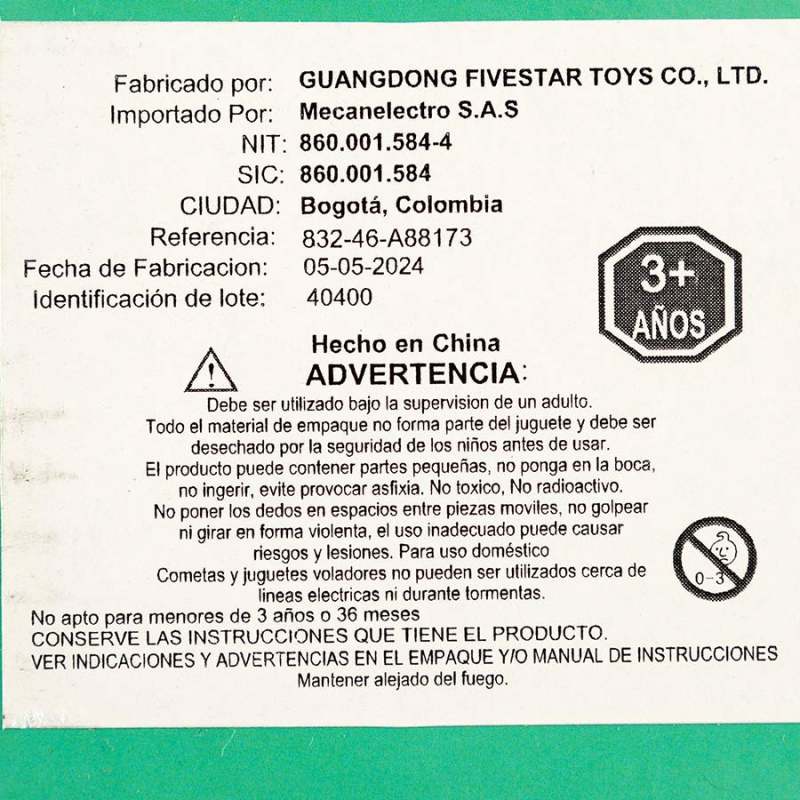 Fabricado por: GUANGDONG FIVESTAR TOYS CO., LTD.
Importado Por: Mecanelectro S.A.S
NIT: 860.001.584-4
SIC: 860.001.584
CIUDAD: Bogotá, Colombia
Referencia: 832-46-A88173
Fecha de Fabricacion: 05-05-2024
Identificación de lote: 40400
3+
AÑOS
Hecho en China
ADVERTENCIA:
Debe ser utilizado bajo la supervision de un adulto.
Todo el material de empaque no forma parte del juguete y debe ser
desechado por la seguridad de los niños antes de usar.
El producto puede contener partes pequeñas, no ponga en la boca,
no ingerir, evite provocar asfixia. No toxico, No radioactivo.
No poner los dedos en espacios entre piezas moviles, no golpear
ni girar en forma violenta, el uso inadecuado puede causar
riesgos y lesiones. Para uso doméstico
Cometas y juguetes voladores no pueden ser utilizados cerca de
lineas electricas ni durante tormentas.
0-3
No apto para menores de 3 años o 36 meses
CONSERVE LAS INSTRUCCIONES QUE TIENE EL PRODUCTO.
VER INDICACIONES Y ADVERTENCIAS EN EL EMPAQUE Y/O MANUAL DE INSTRUCCIONES
Mantener alejado del fuego.